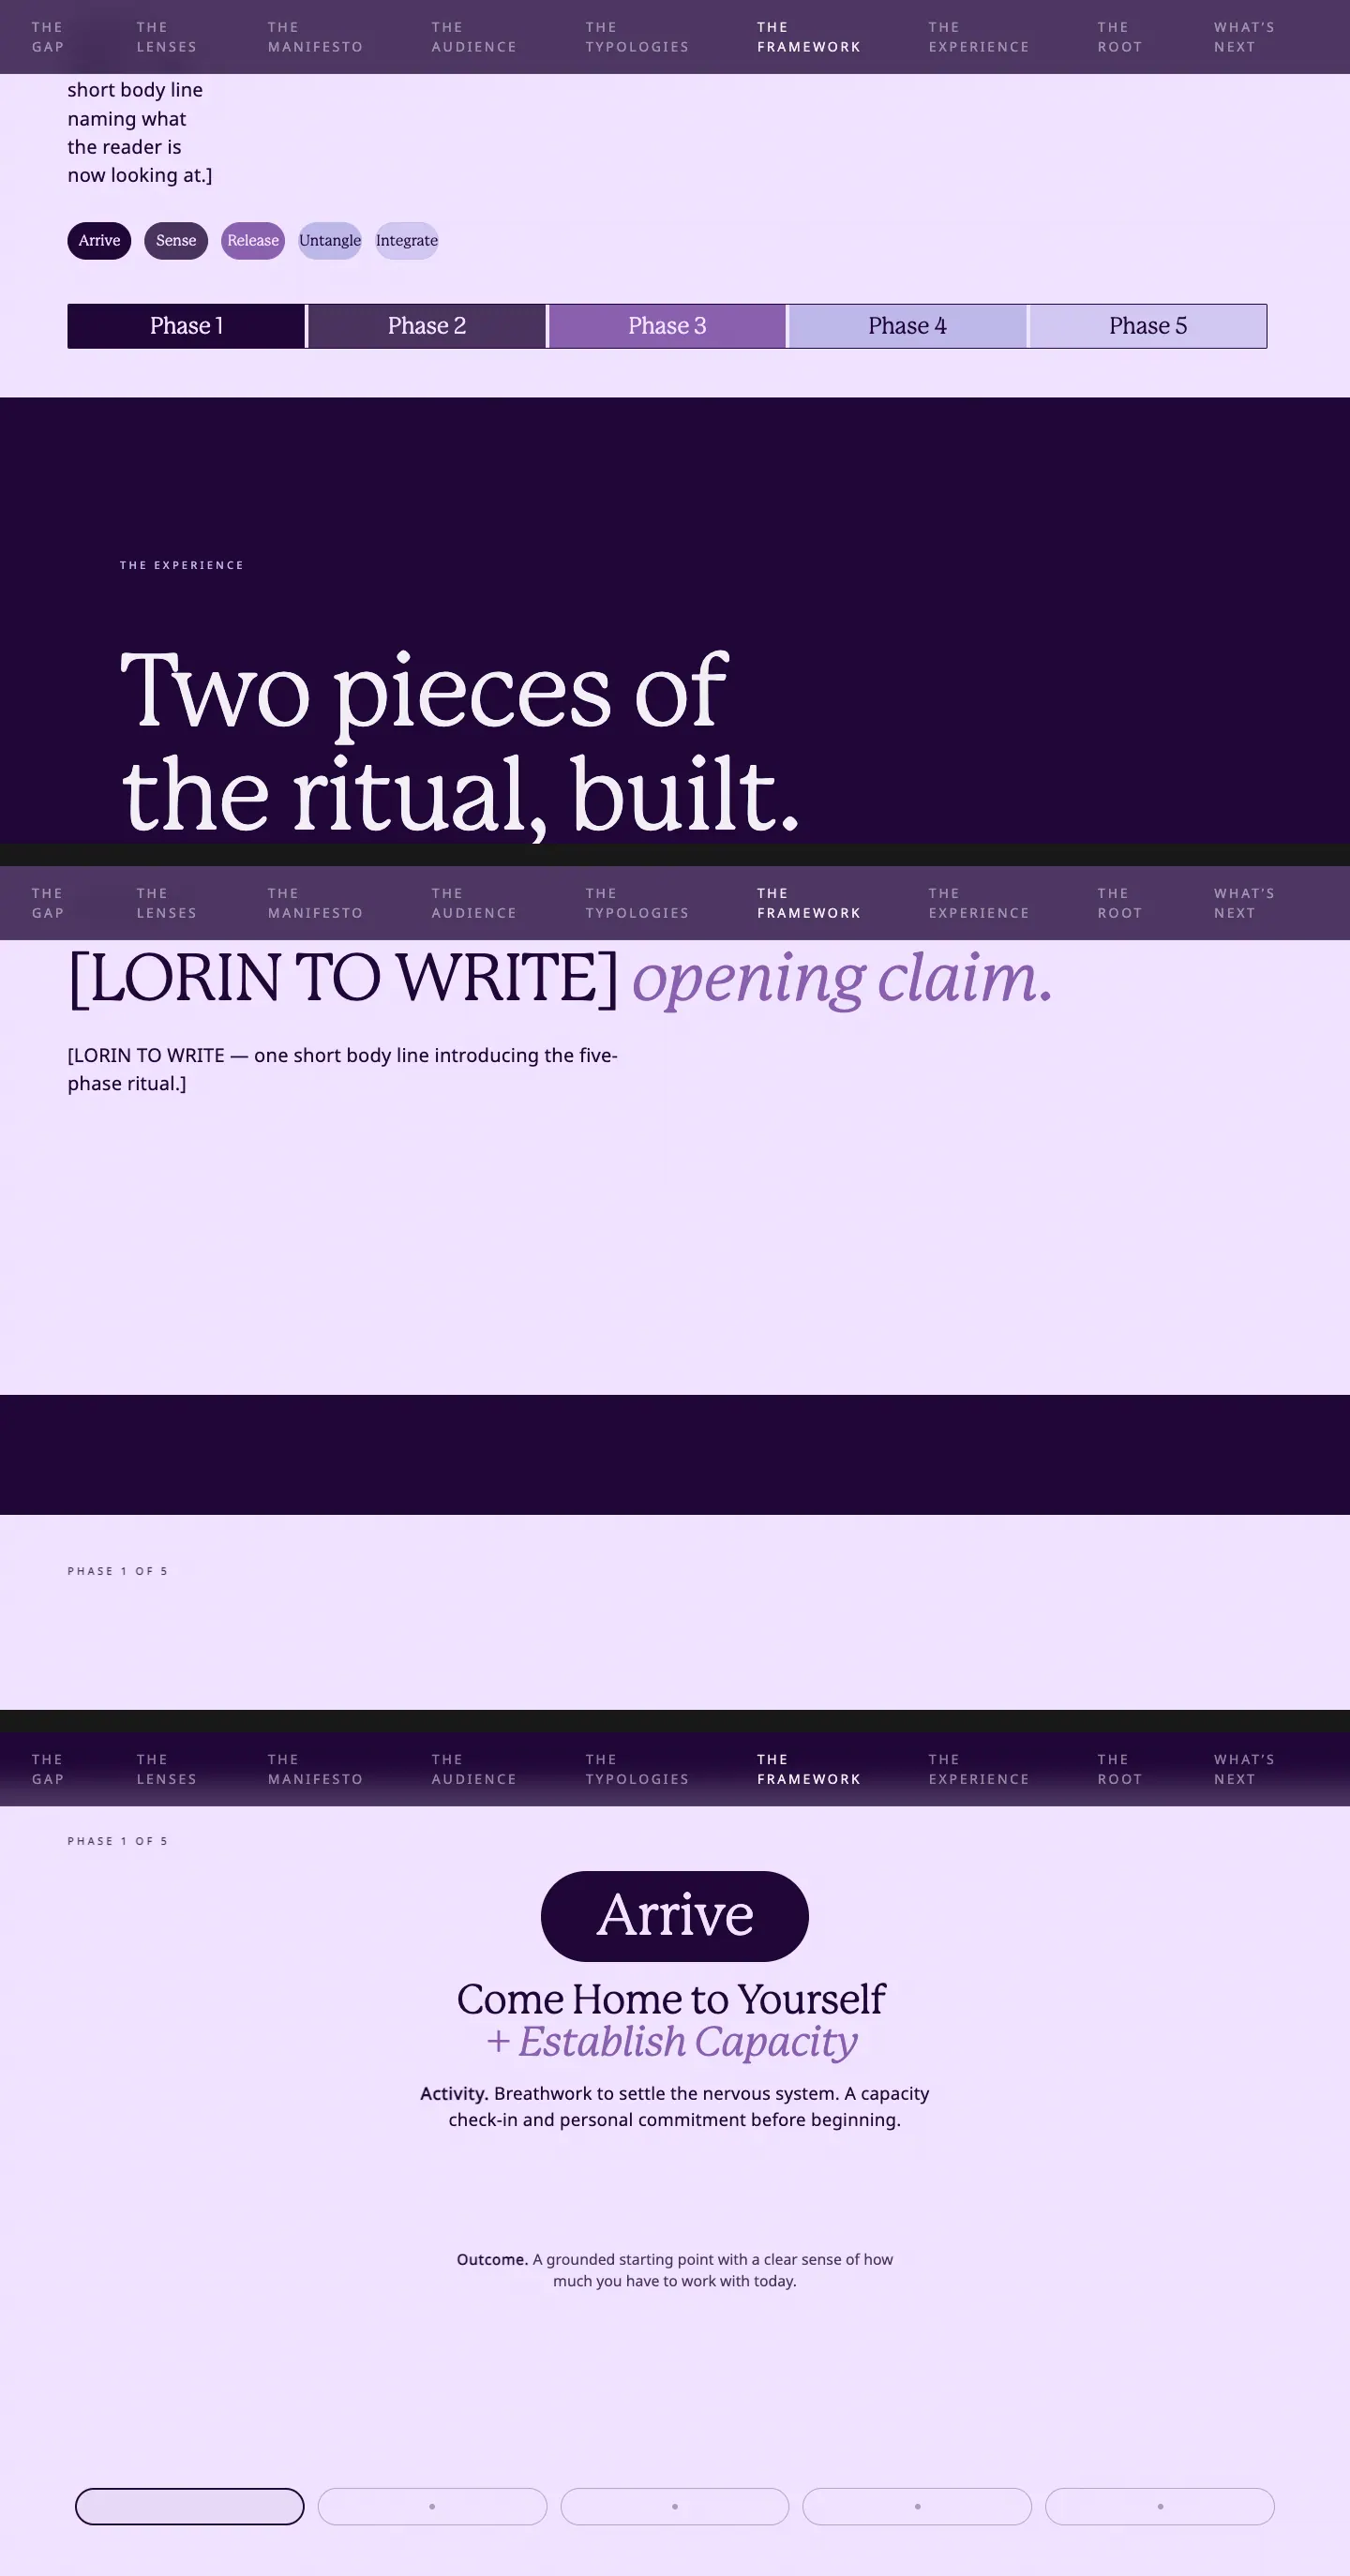 THE THE THE THE THE THE THE THE WHAT'S
GAP LENSES MANIFESTO AUDIENCE TYPOLOGIES FRAMEWORK EXPERIENCE ROOT NEXT
short body line
naming what
the reader is
now looking at.]
Arrive Sense Release Untangle Integrate
Phase 1 Phase 2 Phase 3 Phase 4 Phase 5
THE EXPERIENCE
Two pieces of
the ritual, built.
THE THE THE THE THE THE THE THE WHAT'S
GAP LENSES MANIFESTO AUDIENCE TYPOLOGIES FRAMEWORK EXPERIENCE ROOT NEXT
[LORIN TO WRITE] opening claim.
[LORIN TO WRITE — one short body line introducing the five-
phase ritual.]
PHASE 1 OF 5
THE THE THE THE THE THE THE THE WHAT'S
GAP LENSES MANIFESTO AUDIENCE TYPOLOGIES FRAMEWORK EXPERIENCE ROOT NEXT
PHASE 1 OF 5
Arrive
Come Home to Yourself
+ Establish Capacity
Activity. Breathwork to settle the nervous system. A capacity
check-in and personal commitment before beginning.
Outcome. A grounded starting point with a clear sense of how
much you have to work with today.